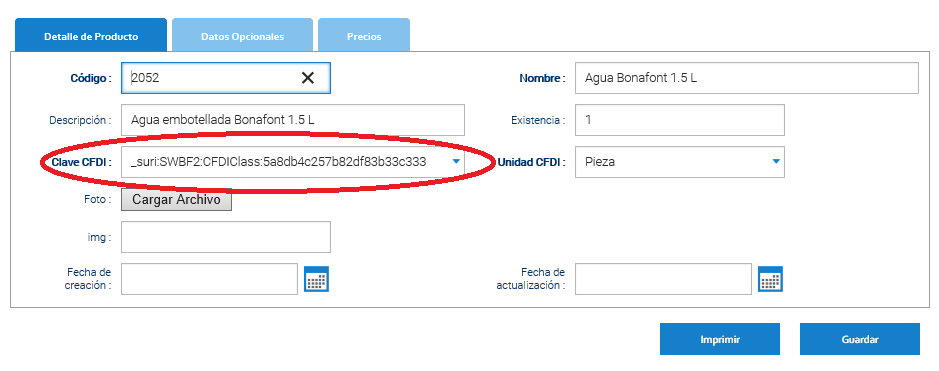 Detalle de Producto Datos Opcionales Precios
Código : 2052 Nombre : Agua Bonafont 1.5 L
Descripción : Agua embotellada Bonafont 1.5 L Existencia : 1
Clave CFDI : _suri:SWBF2:CFDIClass:5a8db4c257b82df83b33c333 Unidad CFDI : Pieza
Foto : Cargar Archivo
img :
Fecha de creación : Fecha de actualización :
Imprimir Guardar